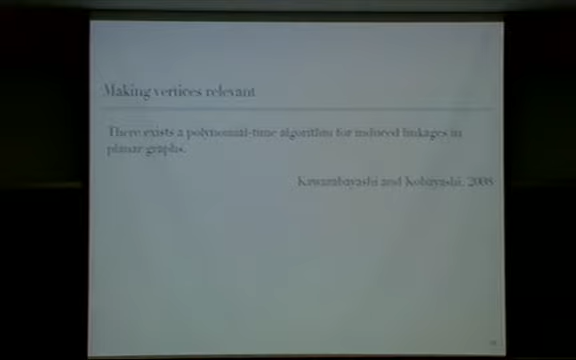 Making vertices relevant
There exists a polynomial-time algorithm for induced linkages in
planar graphs.
Kawarabayashi and Kobayashi, 2008